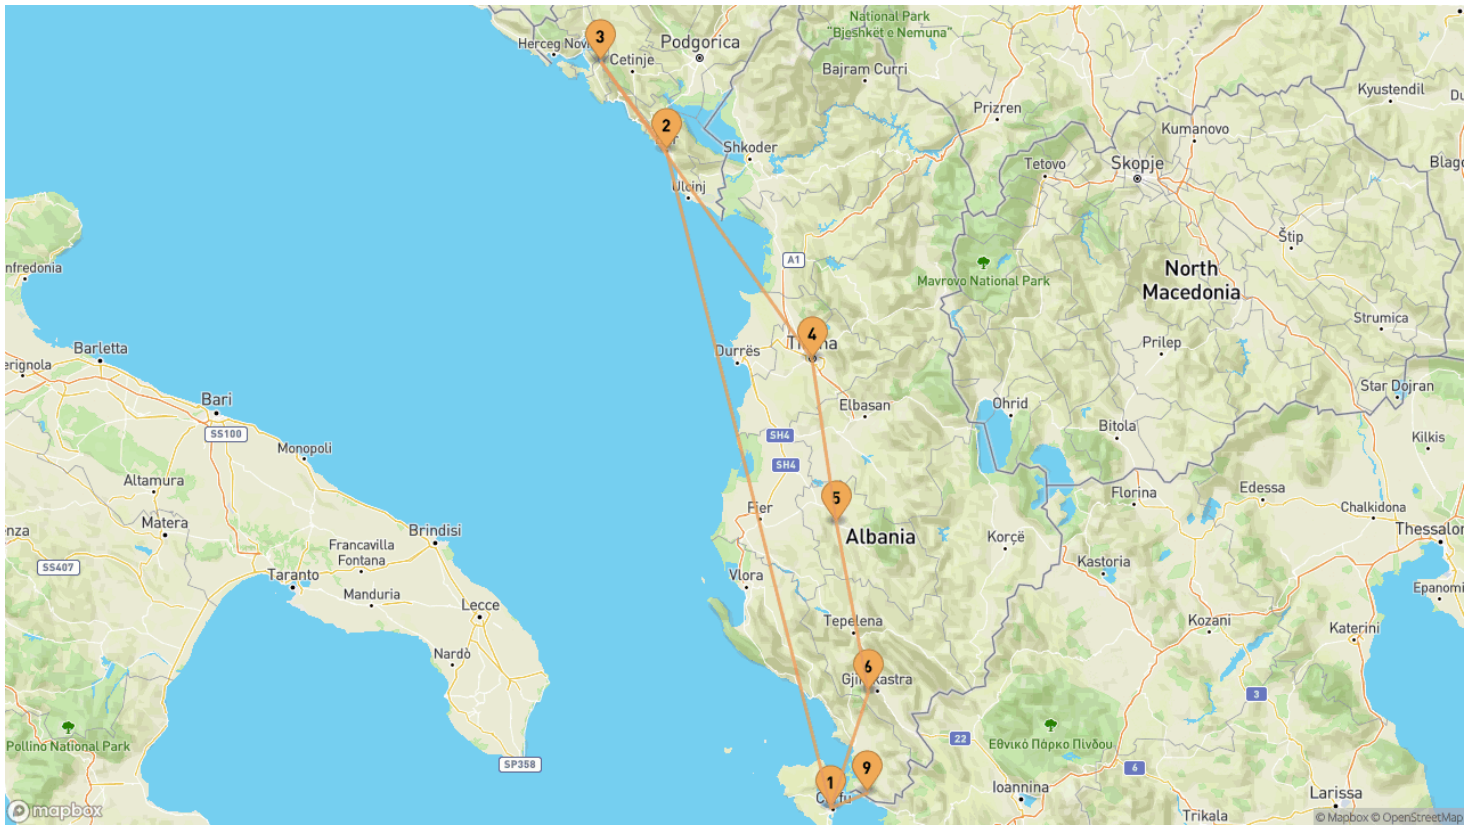 National Park
"Bjeshkët e Nemuna"
3
Herceg Novi
Cetinje
Podgorica
Bajram Curri
Kyustendil
Prizren
2
Kumanovo
Shkoder
Tetovo
Skopje
Ulcinj
A1
Štip
Mavrovo National Park
North
Macedonia
4
Strumica
Barletta
Durrës
Prilep
Star Dojran
Bari
Elbasan
Ohrid
SS100
SH4
Bitola
Monopoli
SH4
Kilkis
Altamura
5
Florina
Edessa
Matera
Fier
Chalkidona
Brindisi
Albania
Korçë
Francavilla
Fontana
SS407
Taranto
Vlora
Kastoria
Manduria
Lecce
Tepelena
Kozani
Katerini
Nardò
6
3
Pollino National Park
SP358
22
Εθνικό Πάρκο Πίνδου
6
1
9
Ioannina
Larissa
Trikala
mapbox
© Mapbox © OpenStreetMap